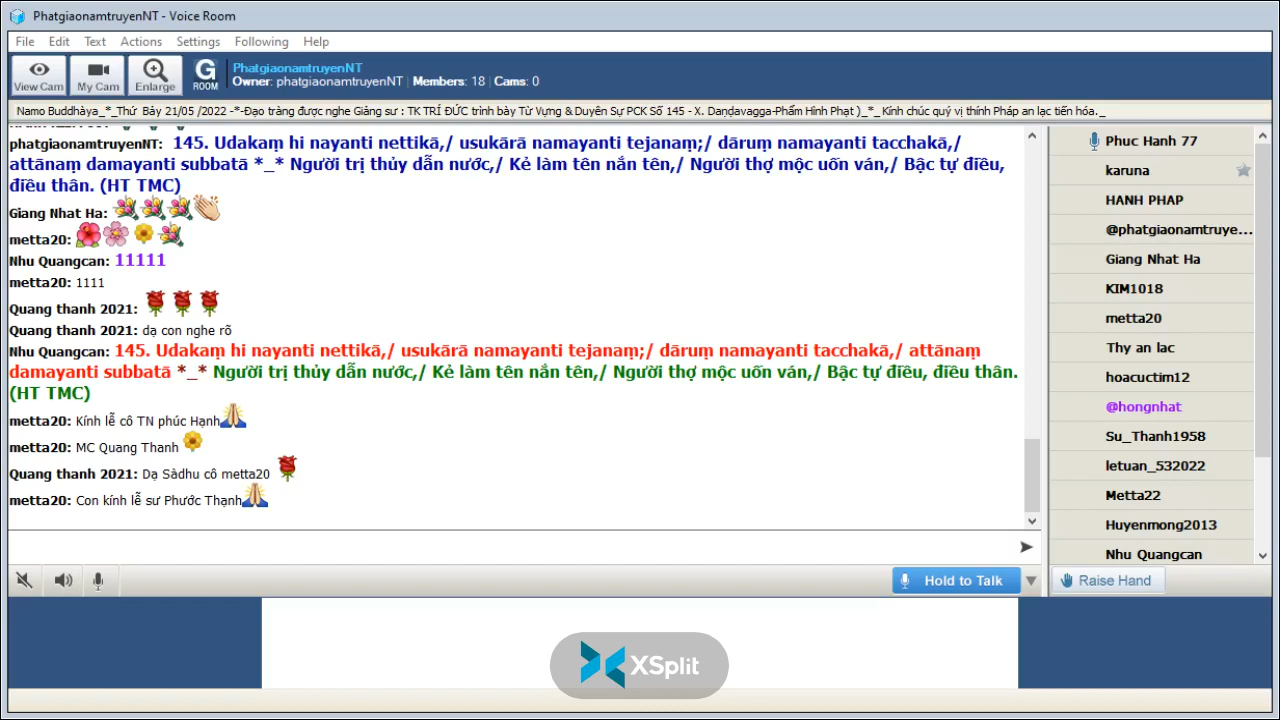 PhatgiaonamtruyenNT - Voice Room
File Edit Text Actions Settings Following Help
View Cam My Cam Enlarge G ROOM
PhatgiaonamtruyenNT
Owner: phatgiaonamtruyenNT Members: 18 Cams: 0
Namo Buddhàya_*_Thứ Bảy 21/05 /2022 -*-Đạo tràng được nghe Giảng sư : TK TRÍ ĐỨC trình bày Từ Vựng & Duyên Sự PCK Số 145 - X. Daṇḍavagga-Phẩm Hình Phạt )_*_Kính chúc quý vị thính Pháp an lạc tiến hóa._
phatgiaonamtruyenNT: 145. Udakaṃ hi nayanti nettikā,/ usukārā namayanti tejanaṃ;/ dāruṃ namayanti tacchakā,/
attānaṃ damayanti subbatā *_* Người trị thủy dẫn nước,/ Kẻ làm tên nắn tên,/ Người thợ mộc uốn ván,/ Bậc tự điều,
điều thân. (HT TMC)
Giang Nhat Ha:
metta20:
Nhu Quangcan: 11111
metta20: 1111
Quang thanh 2021:
Quang thanh 2021: dạ con nghe rõ
Nhu Quangcan: 145. Udakaṃ hi nayanti nettikā,/ usukārā namayanti tejanaṃ;/ dāruṃ namayanti tacchakā,/ attānaṃ
damayanti subbatā *_* Người trị thủy dẫn nước,/ Kẻ làm tên nắn tên,/ Người thợ mộc uốn ván,/ Bậc tự điều, điều thân.
(HT TMC)
metta20: Kính lễ cô TN phúc Hạnh
metta20: MC Quang Thanh
Quang thanh 2021: Dạ Sàdhu cô metta20
metta20: Con kính lễ sư Phước Thạnh
Phuc Hanh 77
karuna
HANH PHAP
@phatgiaonamtruye...
Giang Nhat Ha
KIM1018
metta20
Thy an lac
hoacuctim12
@hongnhat
Su_Thanh1958
letuan_532022
Metta22
Huyenmong2013
Nhu Quangcan
Hold to Talk
Raise Hand
XSplit